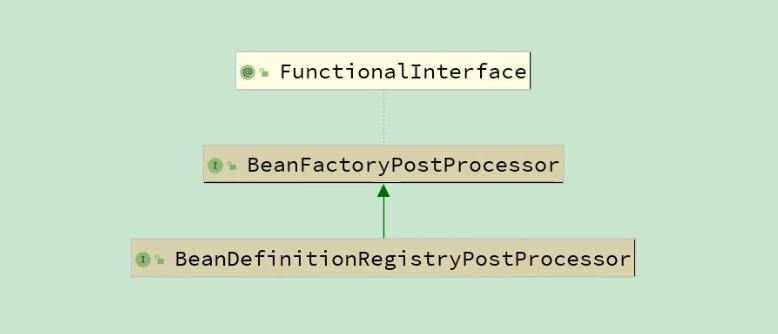 @ FunctionalInterface
I BeanFactoryPostProcessor
I BeanDefinitionRegistryPostProcessor